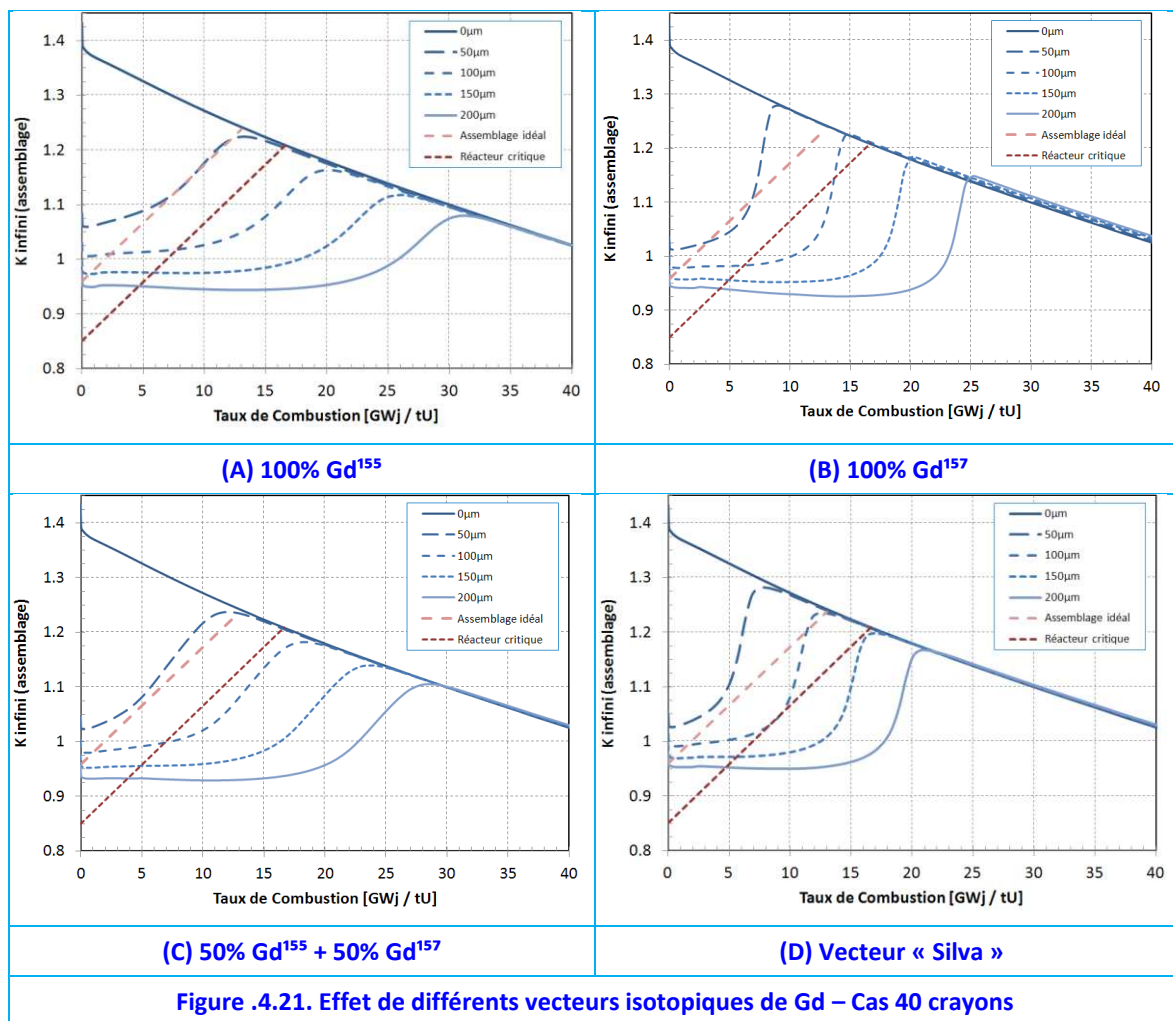 K infini (assemblage)
1.4
1.3
1.2
1.1
1
0.9
0.8
0 5 10 15 20 25 30 35 40
Taux de Combustion [GWj / tU]
0µm
50µm
100µm
150µm
200µm
Assemblage idéal
Réacteur critique
(A) 100% Gd¹⁵⁵
K infini (assemblage)
1.4
1.3
1.2
1.1
1
0.9
0.8
0 5 10 15 20 25 30 35 40
Taux de Combustion [GWj / tU]
0µm
50µm
100µm
150µm
200µm
Assemblage idéal
Réacteur critique
(B) 100% Gd¹⁵⁷
K infini (assemblage)
1.4
1.3
1.2
1.1
1
0.9
0.8
0 5 10 15 20 25 30 35 40
Taux de Combustion [GWj / tU]
0µm
50µm
100µm
150µm
200µm
Assemblage idéal
Réacteur critique
(C) 50% Gd¹⁵⁵ + 50% Gd¹⁵⁷
K infini (assemblage)
1.4
1.3
1.2
1.1
1
0.9
0.8
0 5 10 15 20 25 30 35 40
Taux de Combustion [GWj / tU]
0µm
50µm
100µm
150µm
200µm
Assemblage idéal
Réacteur critique
(D) Vecteur « Silva »
Figure .4.21. Effet de différents vecteurs isotopiques de Gd – Cas 40 crayons